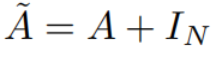 Ã = A + I_N